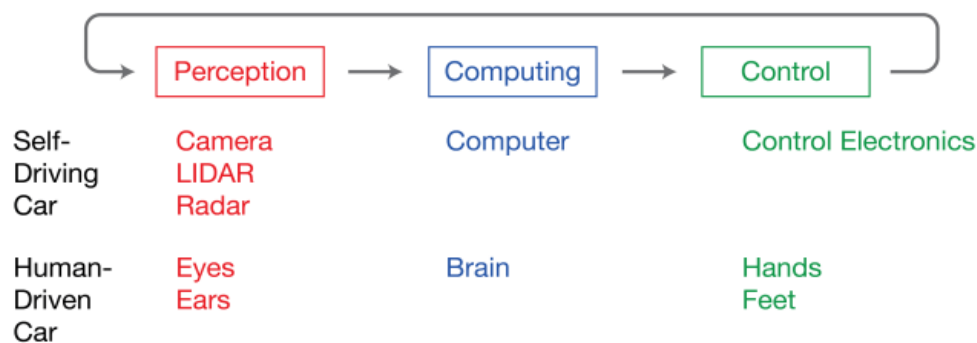 Perception Computing Control
Self- Camera Computer Control Electronics
Driving LIDAR
Car Radar
Human- Eyes Brain Hands
Driven Ears Feet
Car